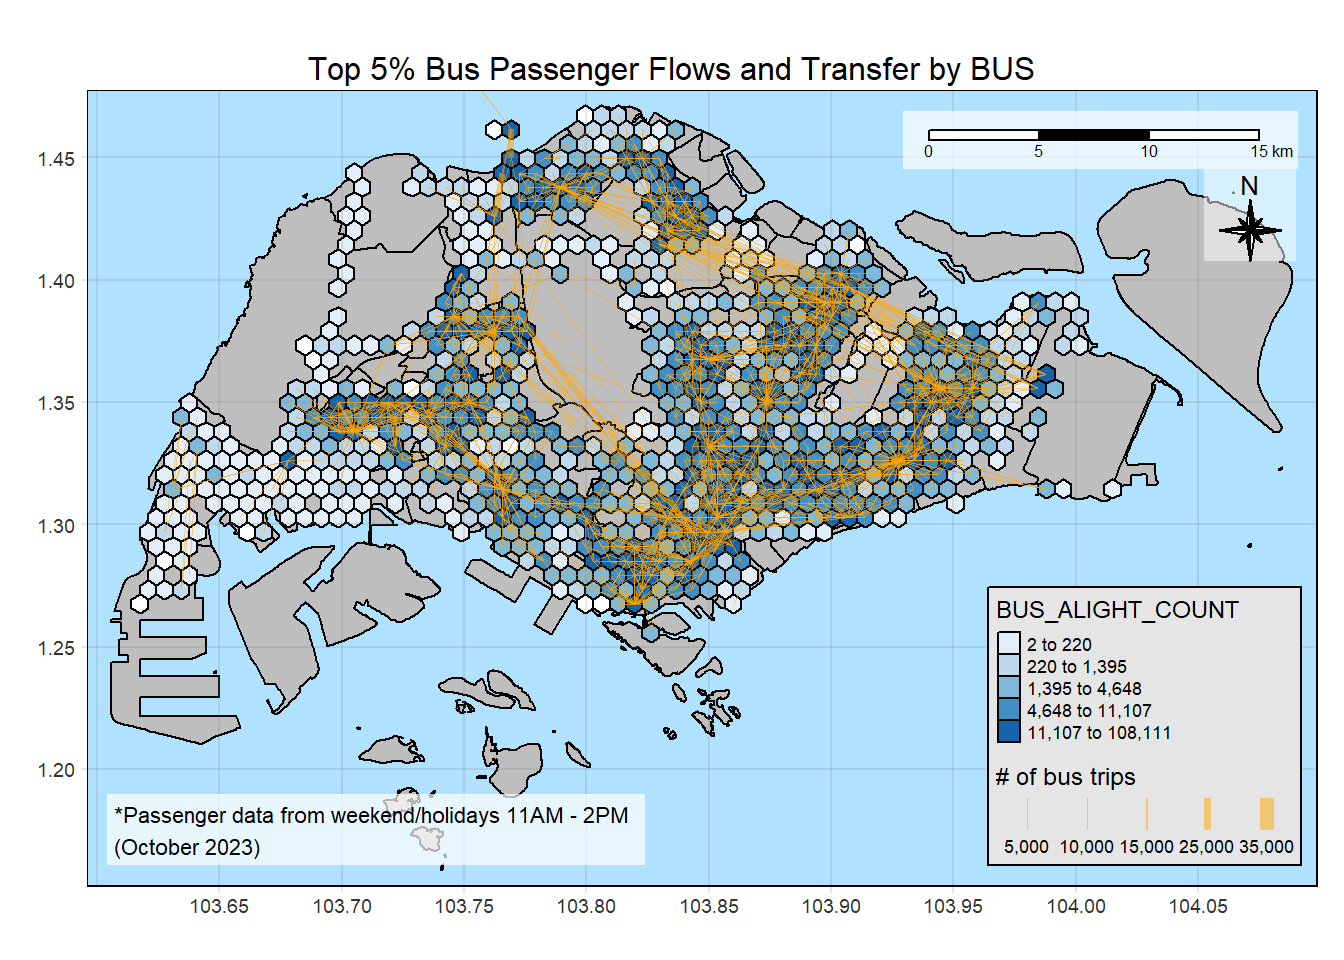 Top 5% Bus Passenger Flows and Transfer by BUS
1.45
1.40
1.35
1.30
1.25
1.20
0 5 10 15 km
N
BUS_ALIGHT_COUNT
2 to 220
220 to 1,395
1,395 to 4,648
4,648 to 11,107
11,107 to 108,111
# of bus trips
5,000 10,000 15,000 25,000 35,000
*Passenger data from weekend/holidays 11AM - 2PM
(October 2023)
103.65 103.70 103.75 103.80 103.85 103.90 103.95 104.00 104.05